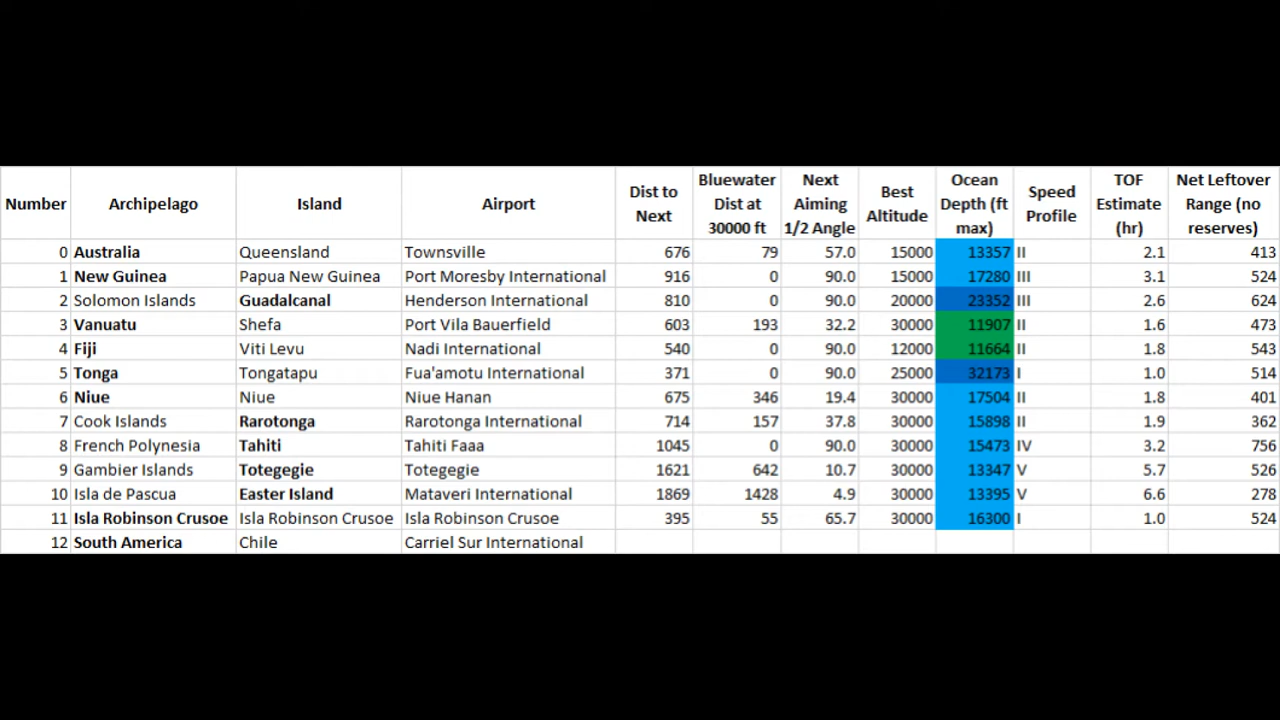 Number Archipelago Island Airport Dist to Next Bluewater Dist at 30000 ft Next Aiming 1/2 Angle Best Altitude Ocean Depth (ft max) Speed Profile TOF Estimate (hr) Net Leftover Range (no reserves)
0 Australia Queensland Townsville 676 79 57.0 15000 13357 II 2.1 413
1 New Guinea Papua New Guinea Port Moresby International 916 0 90.0 15000 17280 III 3.1 524
2 Solomon Islands Guadalcanal Henderson International 810 0 90.0 20000 23352 III 2.6 624
3 Vanuatu Shefa Port Vila Bauerfield 603 193 32.2 30000 11907 II 1.6 473
4 Fiji Viti Levu Nadi International 540 0 90.0 12000 11664 II 1.8 543
5 Tonga Tongatapu Fua'amotu International 371 0 90.0 25000 32173 I 1.0 514
6 Niue Niue Niue Hanan 675 346 19.4 30000 17504 II 1.8 401
7 Cook Islands Rarotonga Rarotonga International 714 157 37.8 30000 15898 II 1.9 362
8 French Polynesia Tahiti Tahiti Faaa 1045 0 90.0 30000 15473 IV 3.2 756
9 Gambier Islands Totegegie Totegegie 1621 642 10.7 30000 13347 V 5.7 526
10 Isla de Pascua Easter Island Mataveri International 1869 1428 4.9 30000 13395 V 6.6 278
11 Isla Robinson Crusoe Isla Robinson Crusoe Isla Robinson Crusoe 395 55 65.7 30000 16300 I 1.0 524
12 South America Chile Carriel Sur International